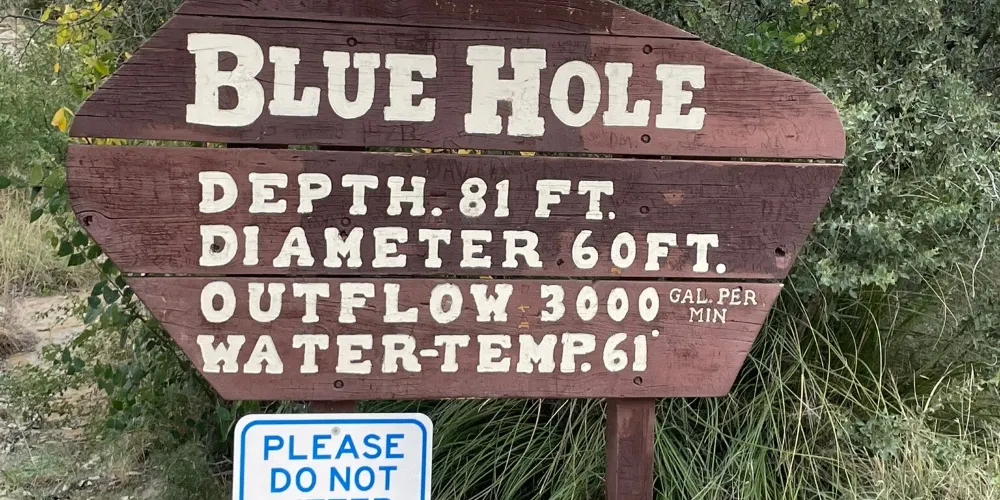 BLUE HOLE
DEPTH. 81 FT.
DIAMETER 60FT.
OUTFLOW 3000 GAL. PER
MIN
WATER-TEMP. 61°
PLEASE
DO NOT